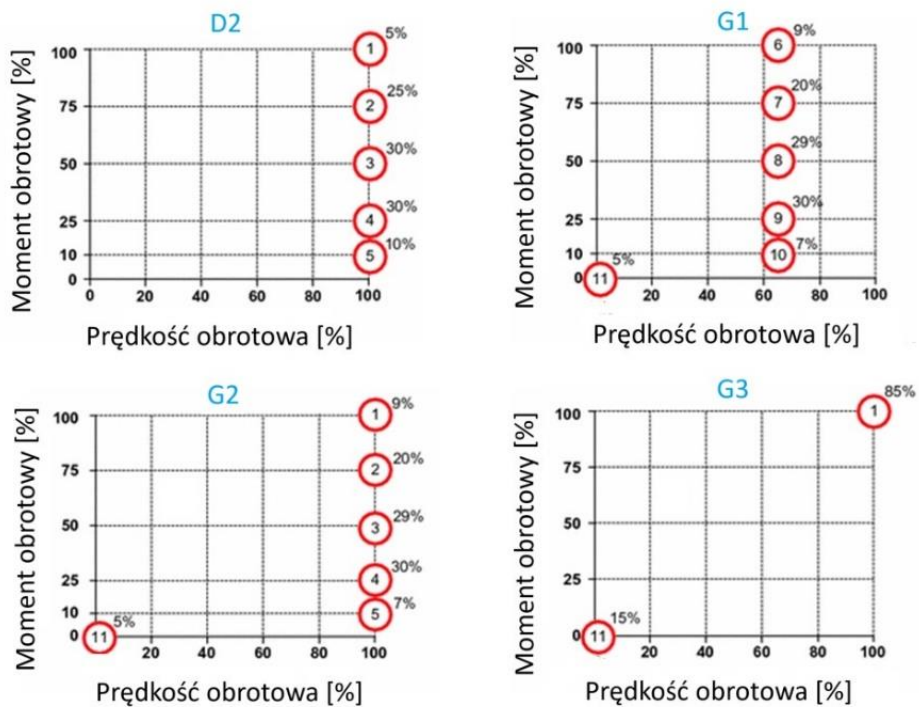 D2
Moment obrotowy [%]
100
75
50
25
10
0
1 5%
2 25%
3 30%
4 30%
5 10%
0 20 40 60 80 100
Prędkość obrotowa [%]
G1
Moment obrotowy [%]
100
75
50
25
10
0
6 9%
7 20%
8 29%
9 30%
10 7%
11 5%
20 40 60 80 100
Prędkość obrotowa [%]
G2
Moment obrotowy [%]
100
75
50
25
10
0
1 9%
2 20%
3 29%
4 30%
5 7%
11 5%
20 40 60 80 100
Prędkość obrotowa [%]
G3
Moment obrotowy [%]
100
75
50
25
0
1 85%
11 15%
20 40 60 80 100
Prędkość obrotowa [%]